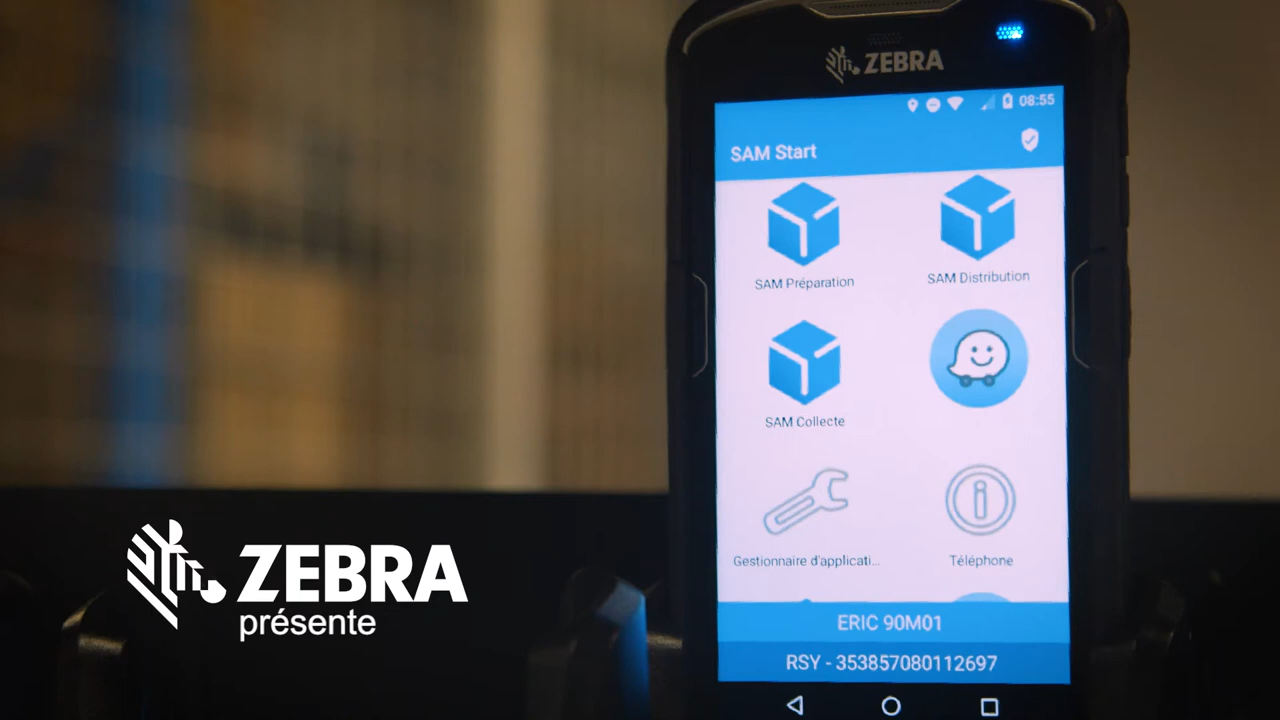 ZEBRA
08:55
SAM Start
SAM Préparation
SAM Distribution
SAM Collecte
Gestionnaire d'applicati...
Téléphone
ERIC 90M01
RSY - 353857080112697
ZEBRA
présente